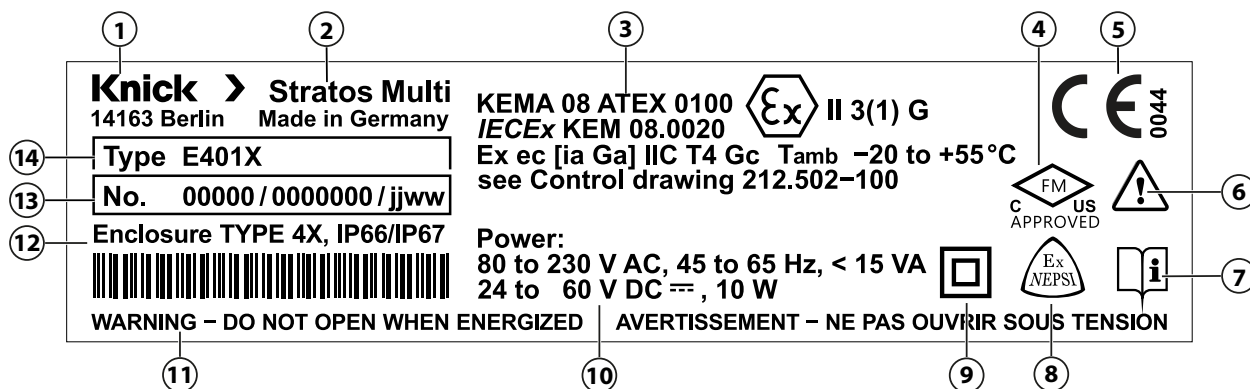 1 2 3 4 5
Knick > Stratos Multi
14163 Berlin Made in Germany
KEMA 08 ATEX 0100 Ex II 3(1) G
IECEx KEM 08.0020
Ex ec [ia Ga] IIC T4 Gc Tamb −20 to +55°C
see Control drawing 212.502−100
CE 0044
14 Type E401X
13 No. 00000 / 0000000 / jjww
12 Enclosure TYPE 4X, IP66/IP67
FM
C US
APPROVED
6
Power:
80 to 230 V AC, 45 to 65 Hz, < 15 VA
24 to 60 V DC ⎓ , 10 W
Ex
NEPSI
i
7
WARNING − DO NOT OPEN WHEN ENERGIZED AVERTISSEMENT − NE PAS OUVRIR SOUS TENSION
11 10 9 8